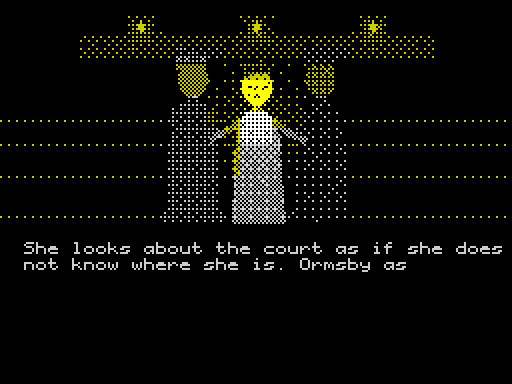 She looks about the court as if she does
not know where she is. Ormsby as